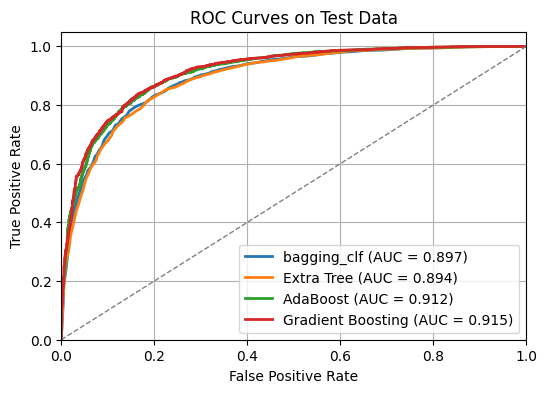 ROC Curves on Test Data
True Positive Rate
1.0
0.8
0.6
0.4
0.2
0.0
bagging_clf (AUC = 0.897)
Extra Tree (AUC = 0.894)
AdaBoost (AUC = 0.912)
Gradient Boosting (AUC = 0.915)
0.0 0.2 0.4 0.6 0.8 1.0
False Positive Rate